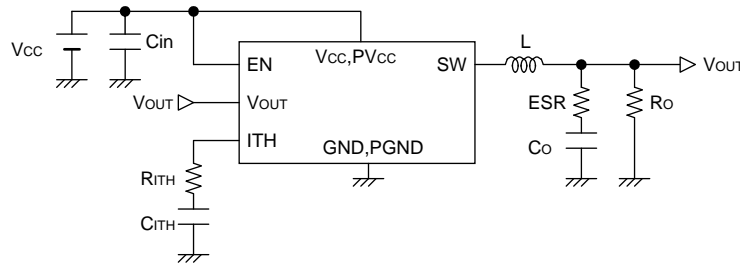 L
VCC
Cin
EN
VCC,PVCC
SW
VOUT
VOUT
VOUT
ESR
RO
ITH
GND,PGND
CO
RITH
CITH